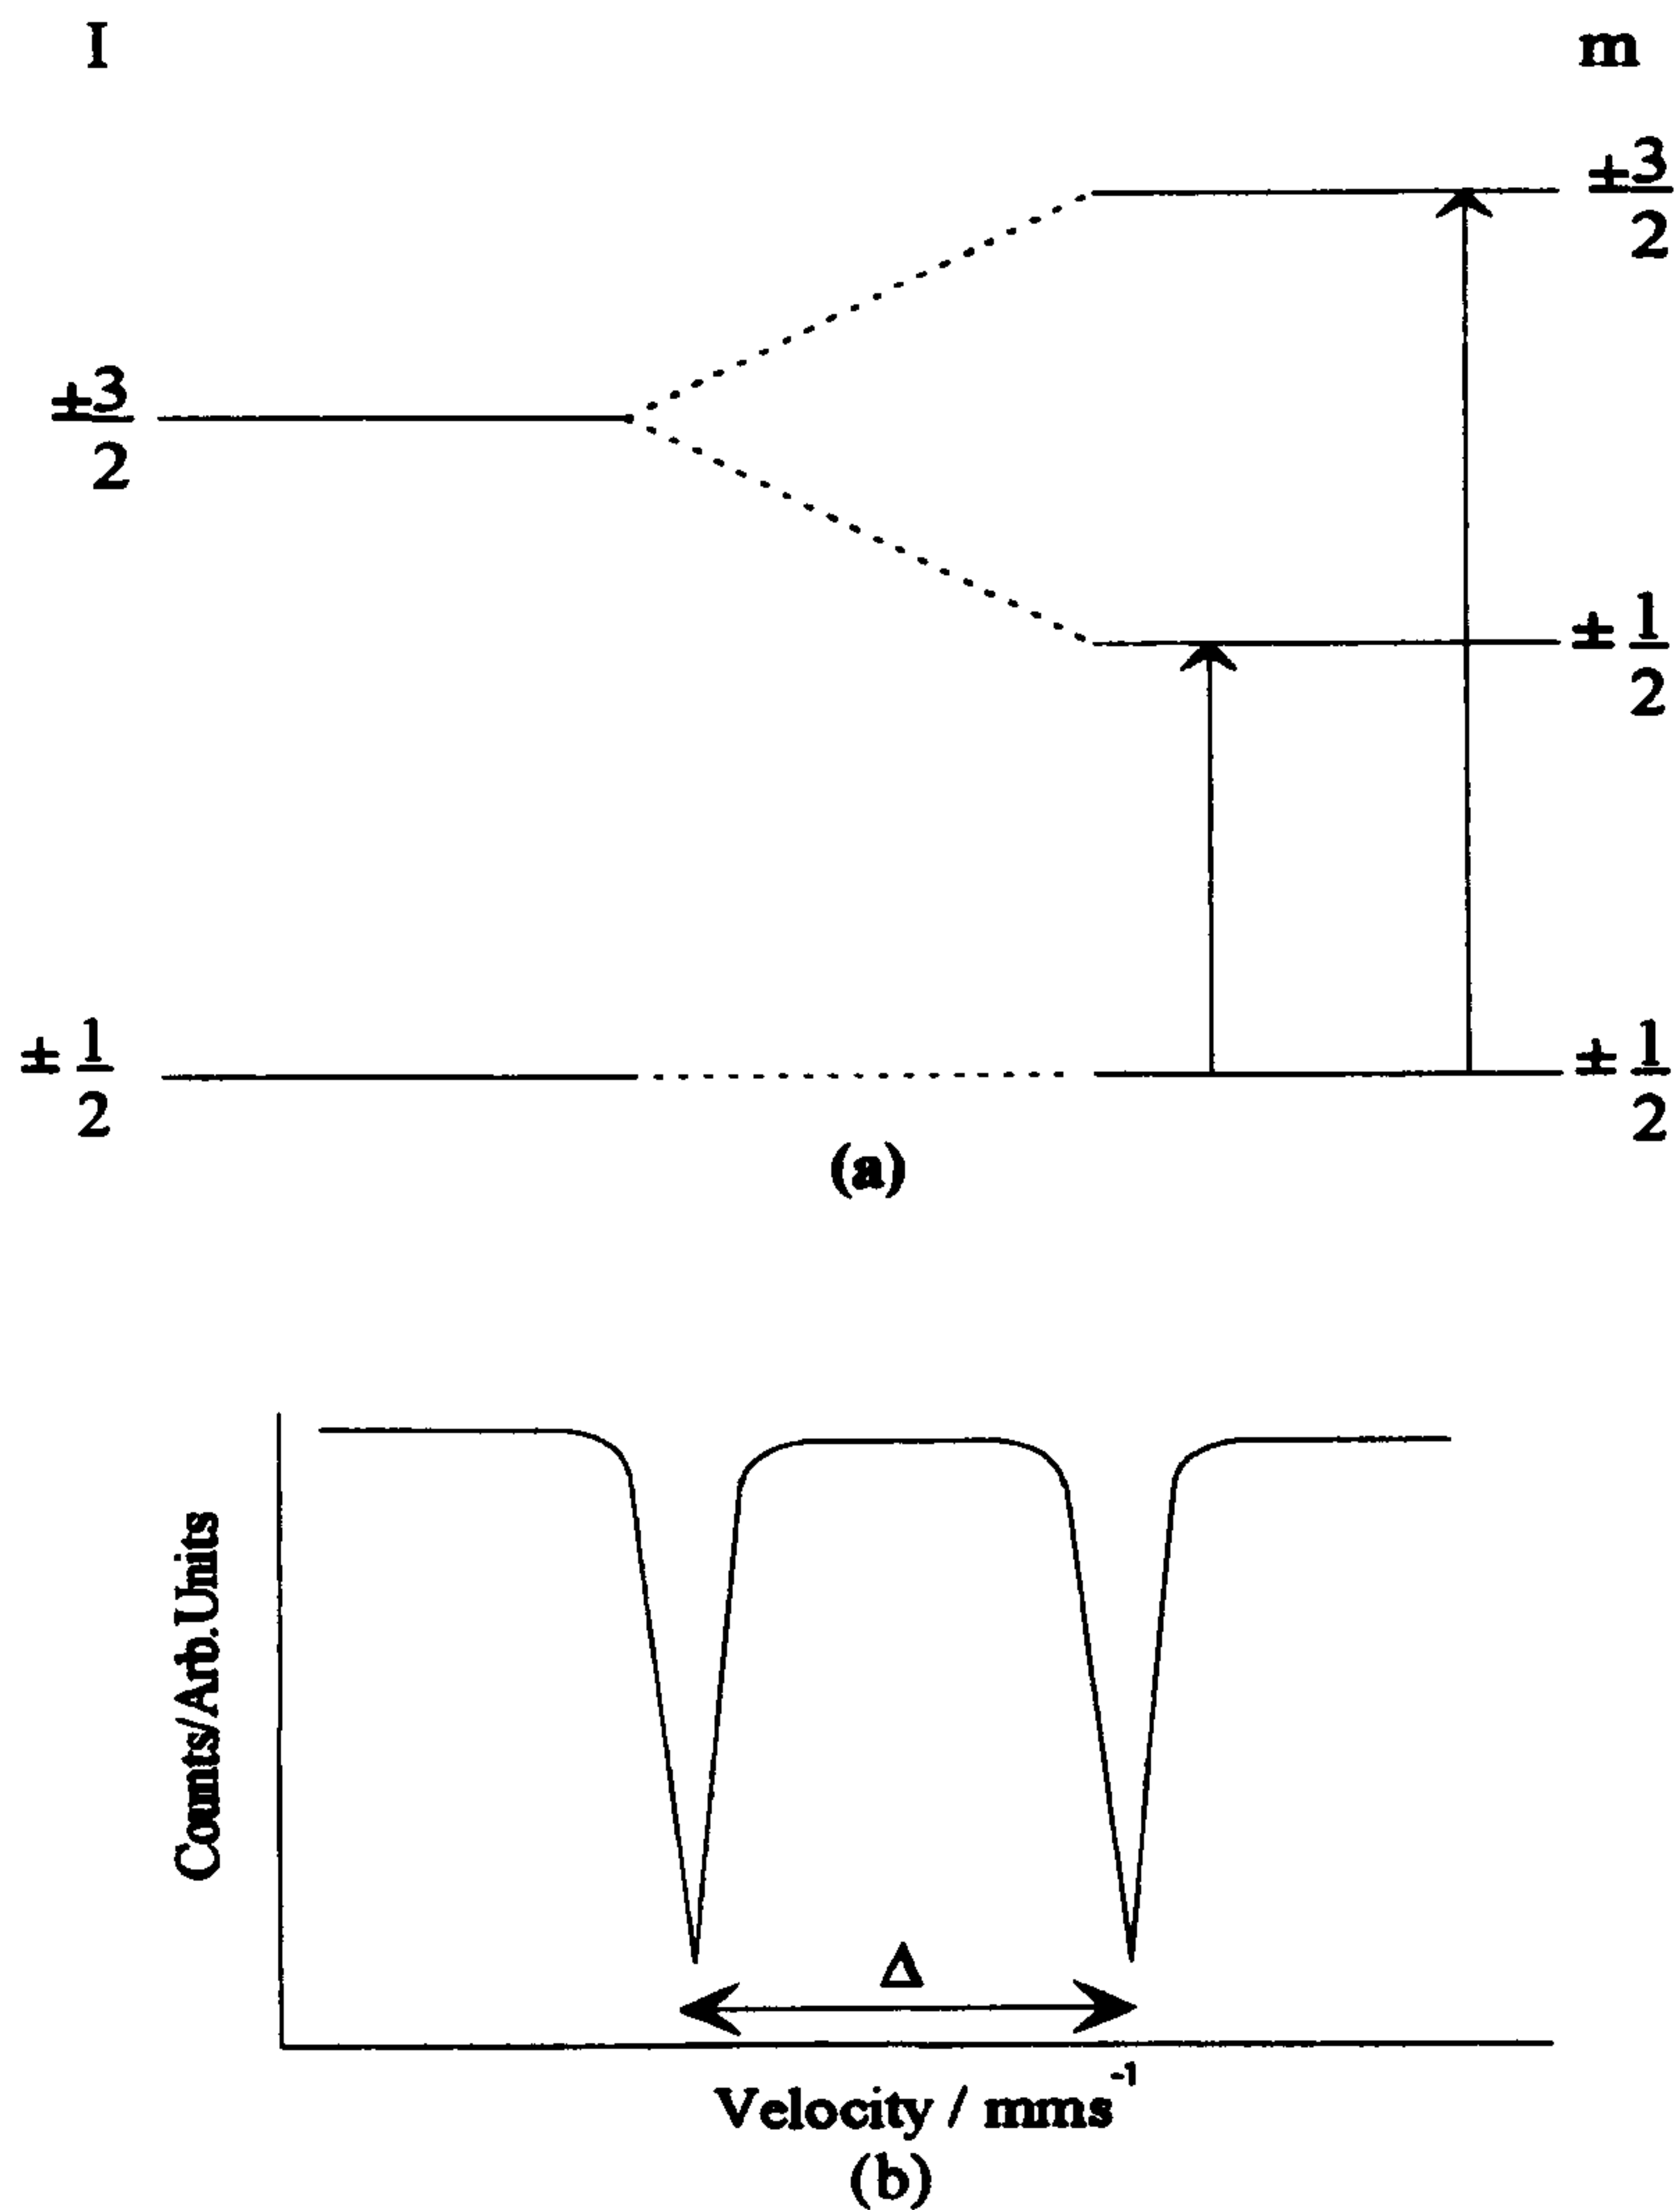 I
m
±3/2
±3/2
±1/2
±1/2
±1/2
(a)
Counts/Arb.Units
Δ
Velocity / mms⁻¹
(b)